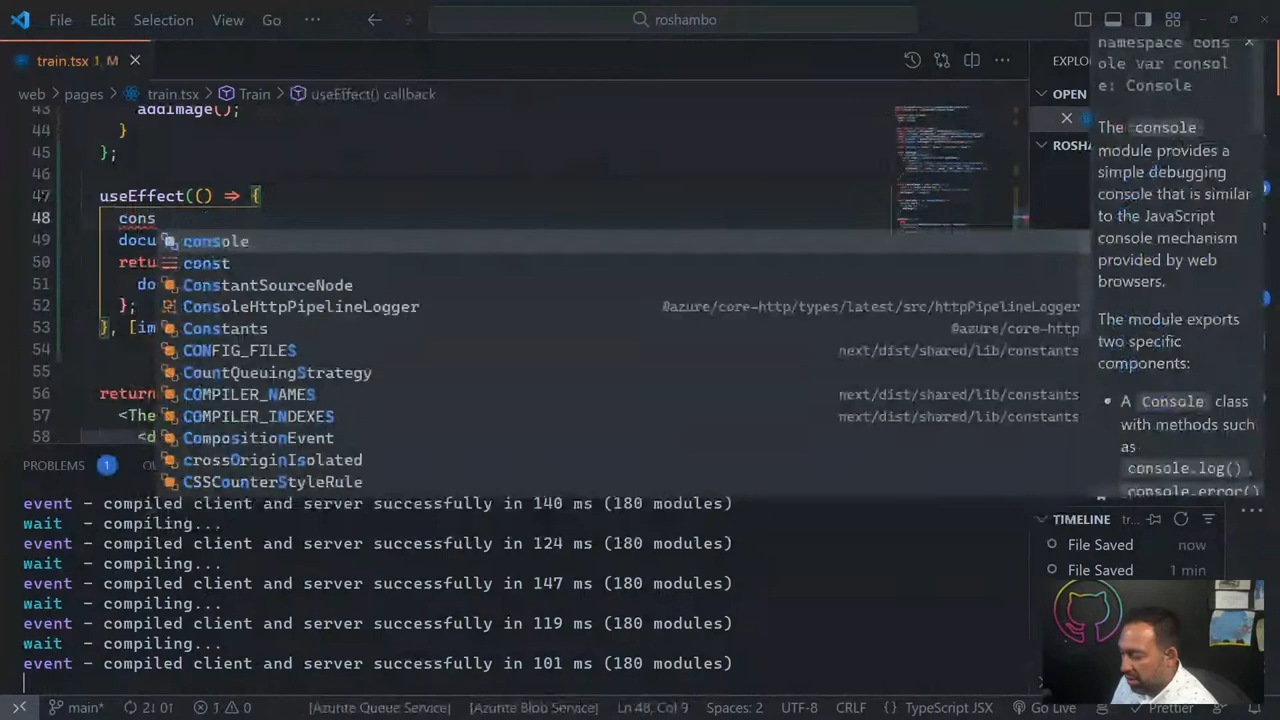 File Edit Selection View Go ··· roshambo
train.tsx 1, M
EXPLO
web > pages > train.tsx > Train > useEffect() callback
OPEN
ROSHA
43 addImage();
44 }
45 };
46
47 useEffect(() => {
48 cons
49 docu
50 retu
51 do
52 };
53 }, [im
54
55
56 return
57 <The
58 <d
console
const
ConstantSourceNode
ConsoleHttpPipelineLogger @azure/core-http/types/latest/src/httpPipelineLogger
Constants @azure/core-http
CONFIG_FILES next/dist/shared/lib/constants
CountQueuingStrategy
COMPILER_NAMES next/dist/shared/lib/constants
COMPILER_INDEXES next/dist/shared/lib/constants
CompositionEvent
crossOriginIsolated
CSSCounterStyleRule
namespace cons
ole var consol
e: Console
The console
module provides a
simple debugging
console that is similar
to the JavaScript
console mechanism
provided by web
browsers.
The module exports
two specific
components:
• A Console class
with methods such
as
console.log(),
console.error()
PROBLEMS 1 OU
event - compiled client and server successfully in 140 ms (180 modules)
wait - compiling...
event - compiled client and server successfully in 124 ms (180 modules)
wait - compiling...
event - compiled client and server successfully in 147 ms (180 modules)
wait - compiling...
event - compiled client and server successfully in 119 ms (180 modules)
wait - compiling...
event - compiled client and server successfully in 101 ms (180 modules)
TIMELINE tr...
File Saved now
File Saved 1 min
main* 1 0 [Azure Queue Service] [Azure Blob Service] Ln 48, Col 9 Spaces: 2 UTF-8 CRLF {} TypeScript JSX Go Live Prettier